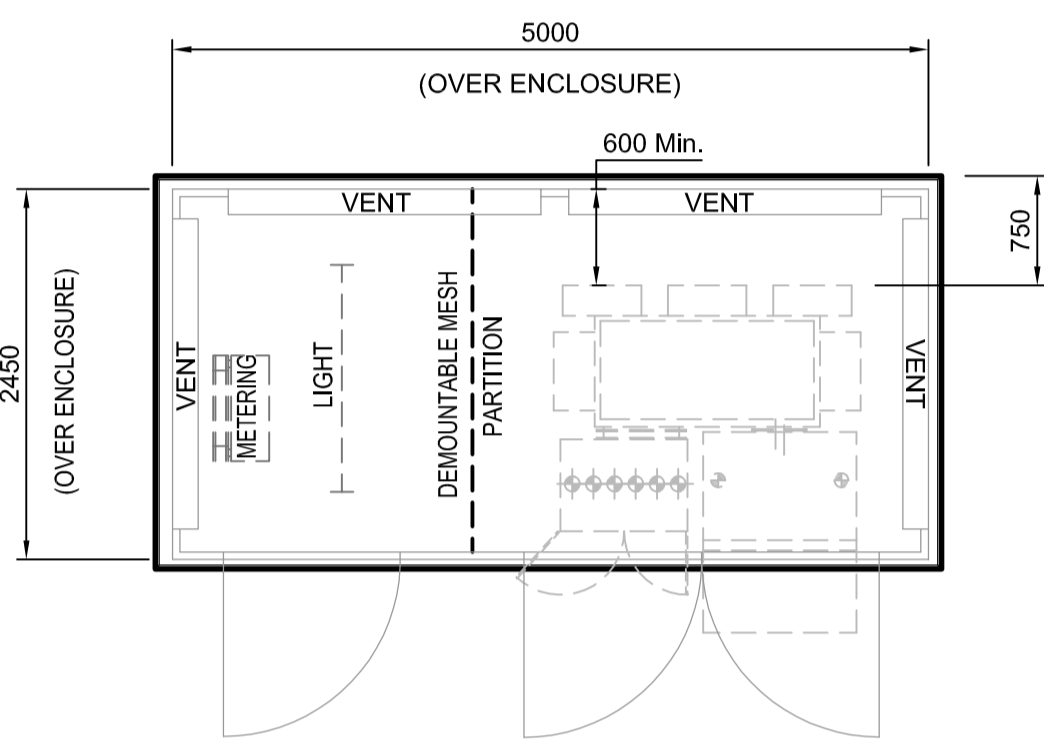 5000
(OVER ENCLOSURE)
600 Min.
VENT
VENT
750
2450
(OVER ENCLOSURE)
VENT
METERING
LIGHT
DEMOUNTABLE MESH
PARTITION
VENT